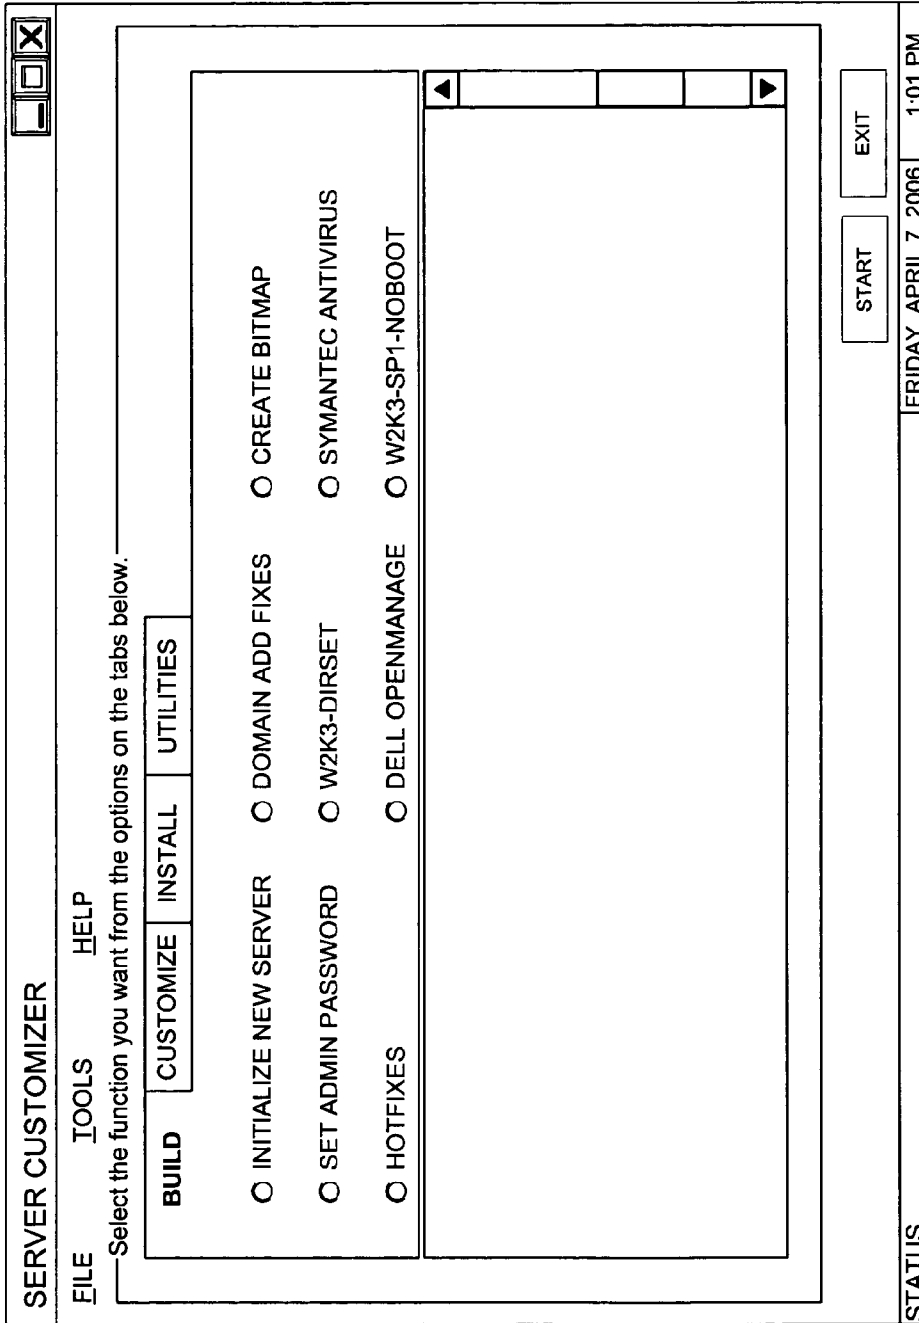 SERVER CUSTOMIZER
FILE TOOLS HELP
Select the function you want from the options on the tabs below.
BUILD CUSTOMIZE INSTALL UTILITIES
INITIALIZE NEW SERVER DOMAIN ADD FIXES CREATE BITMAP
SET ADMIN PASSWORD W2K3-DIRSET SYMANTEC ANTIVIRUS
HOTFIXES DELL OPENMANAGE W2K3-SP1-NOBOOT
START EXIT
STATUS FRIDAY APRIL 7 2006 1:01 PM